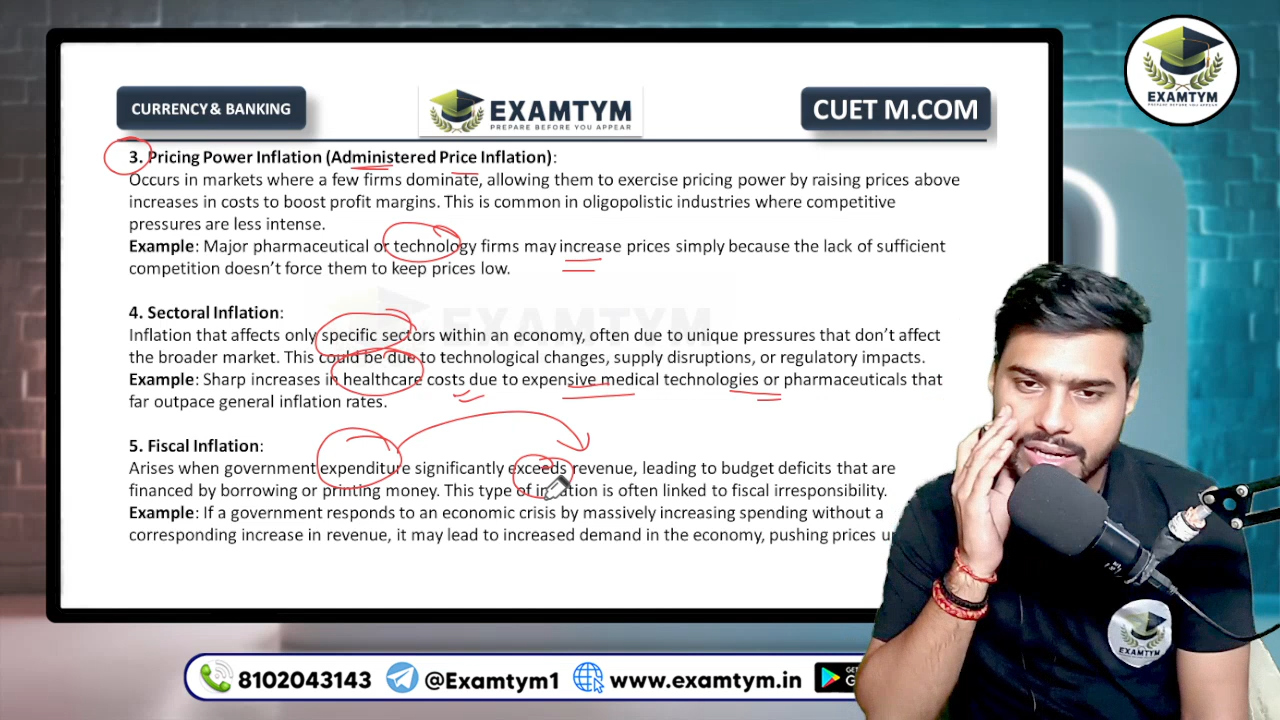 CURRENCY & BANKING
EXAMTYM
PREPARE BEFORE YOU APPEAR
CUET M.COM
EXAMTYM
PREPARE BEFORE YOU APPEAR
3. Pricing Power Inflation (Administered Price Inflation):
Occurs in markets where a few firms dominate, allowing them to exercise pricing power by raising prices above
increases in costs to boost profit margins. This is common in oligopolistic industries where competitive
pressures are less intense.
Example: Major pharmaceutical or technology firms may increase prices simply because the lack of sufficient
competition doesn’t force them to keep prices low.
EXAMTYM
4. Sectoral Inflation:
Inflation that affects only specific sectors within an economy, often due to unique pressures that don’t affect
the broader market. This could be due to technological changes, supply disruptions, or regulatory impacts.
Example: Sharp increases in healthcare costs due to expensive medical technologies or pharmaceuticals that
far outpace general inflation rates.
5. Fiscal Inflation:
Arises when government expenditure significantly exceeds revenue, leading to budget deficits that are
financed by borrowing or printing money. This type of inflation is often linked to fiscal irresponsibility.
Example: If a government responds to an economic crisis by massively increasing spending without a
corresponding increase in revenue, it may lead to increased demand in the economy, pushing prices u
EXAMTYM
8102043143
@Examtym1
www.examtym.in
GET
G